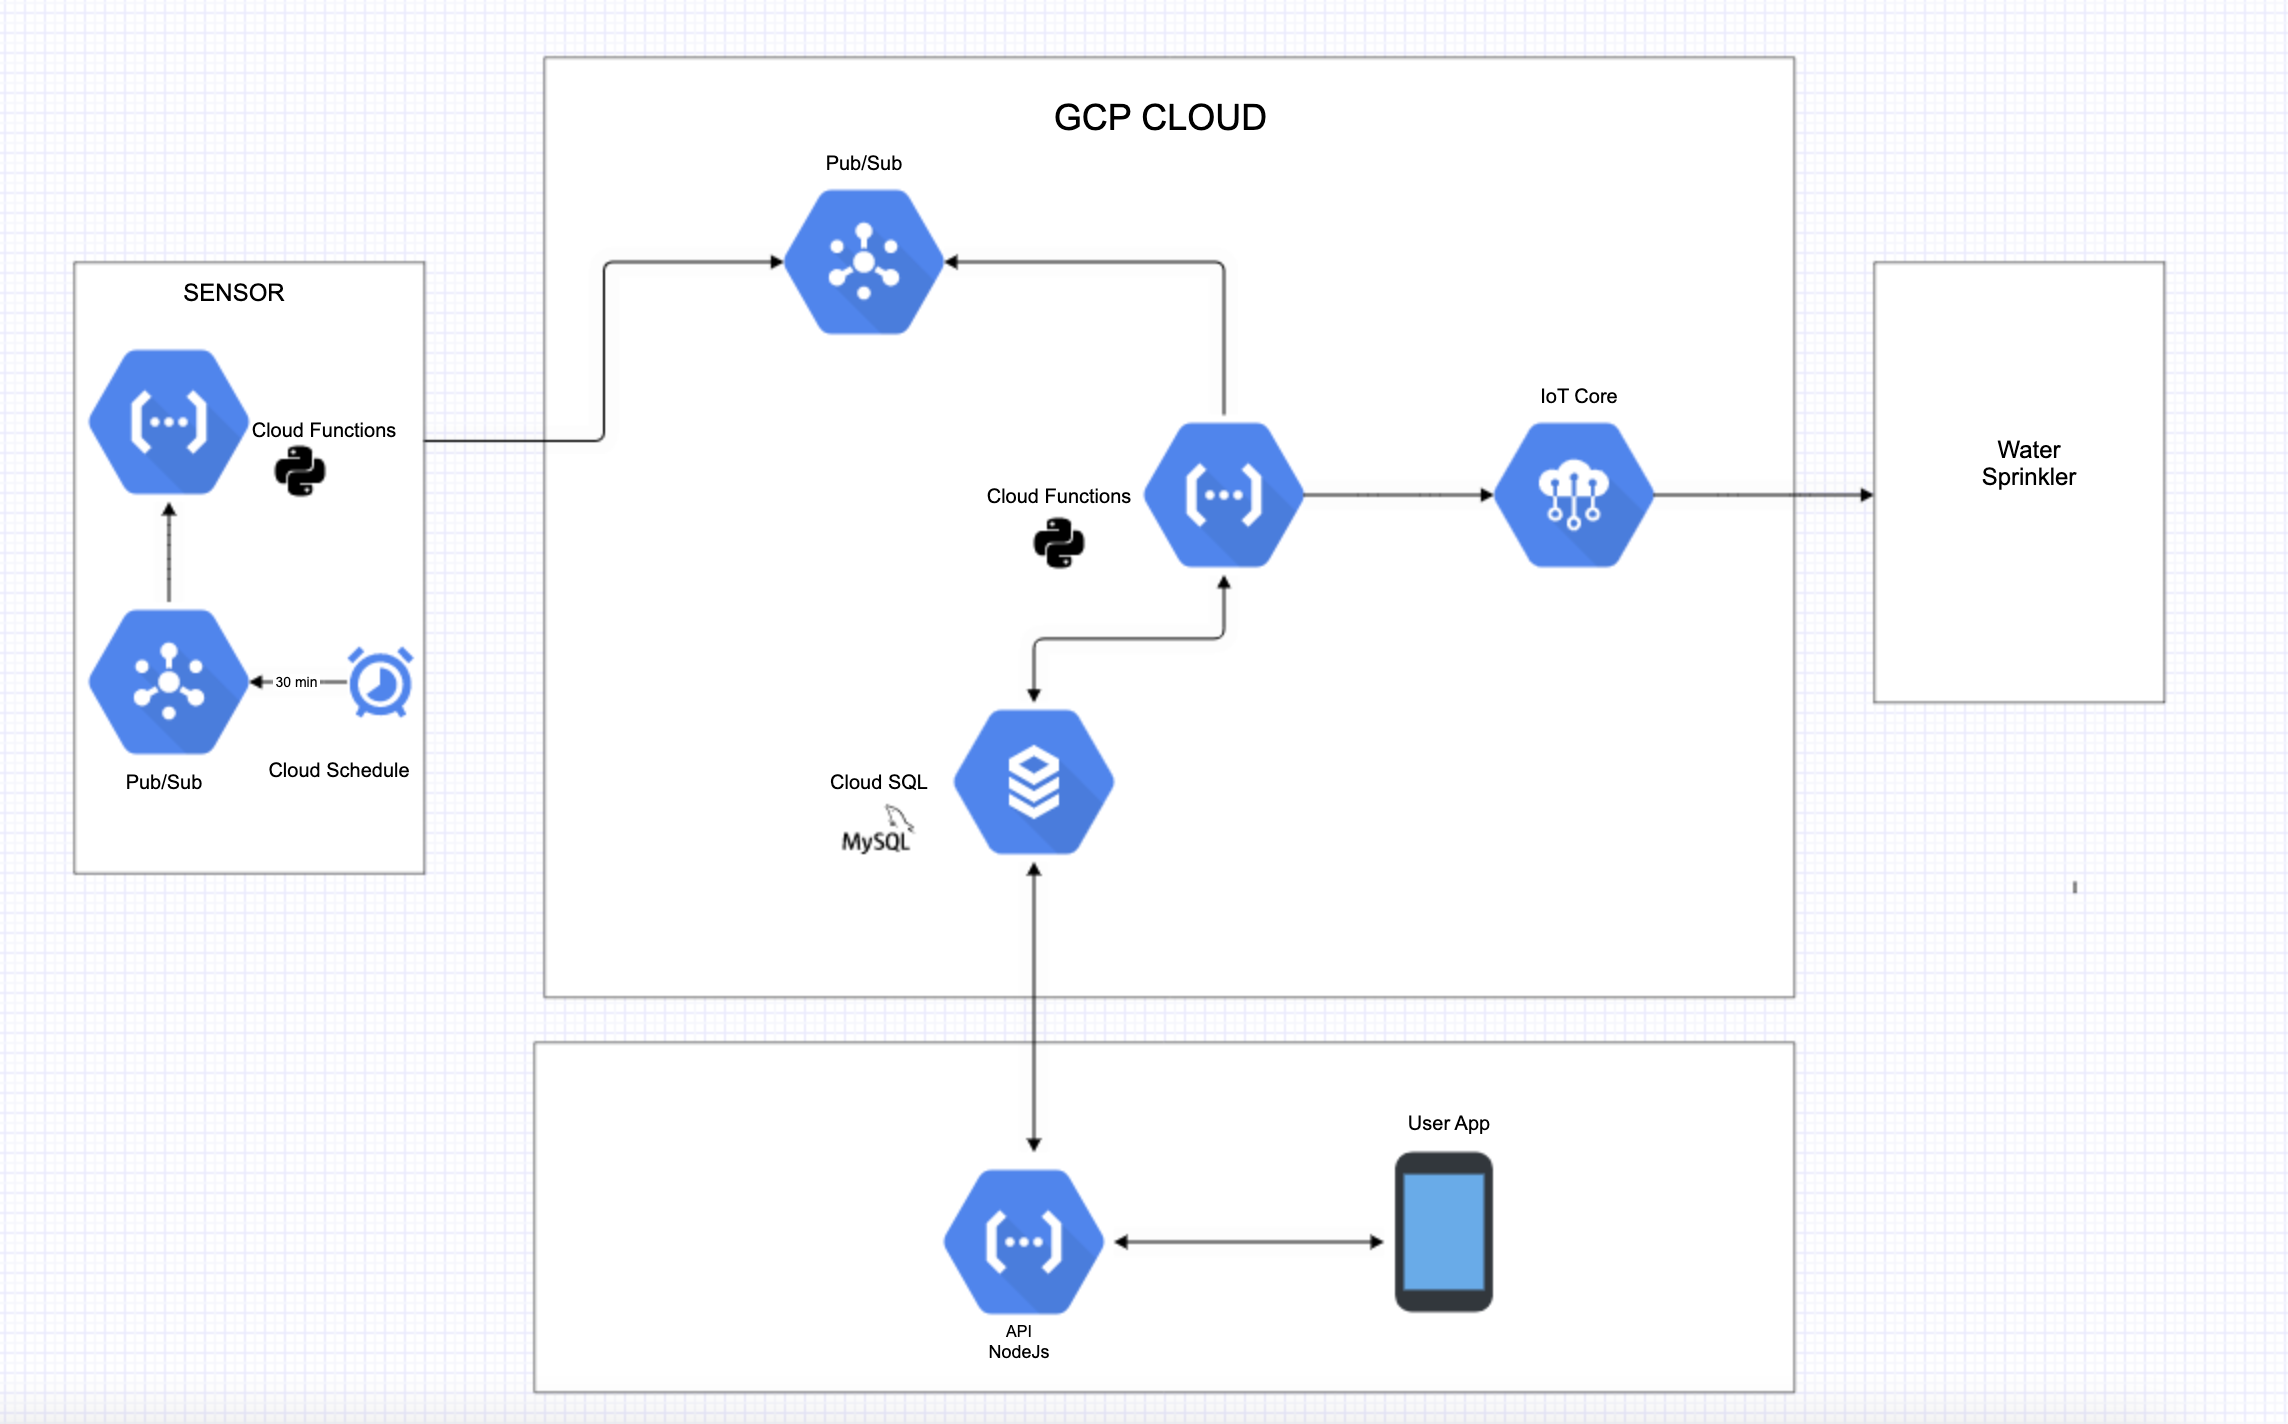 GCP CLOUD
Pub/Sub
SENSOR
Cloud Functions
30 min
Pub/Sub
Cloud Schedule
Cloud Functions
IoT Core
Water
Sprinkler
Cloud SQL
MySQL
User App
API
NodeJs